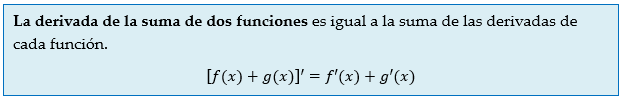 La derivada de la suma de dos funciones es igual a la suma de las derivadas de
cada función.
[f(x) + g(x)]′ = f′(x) + g′(x)